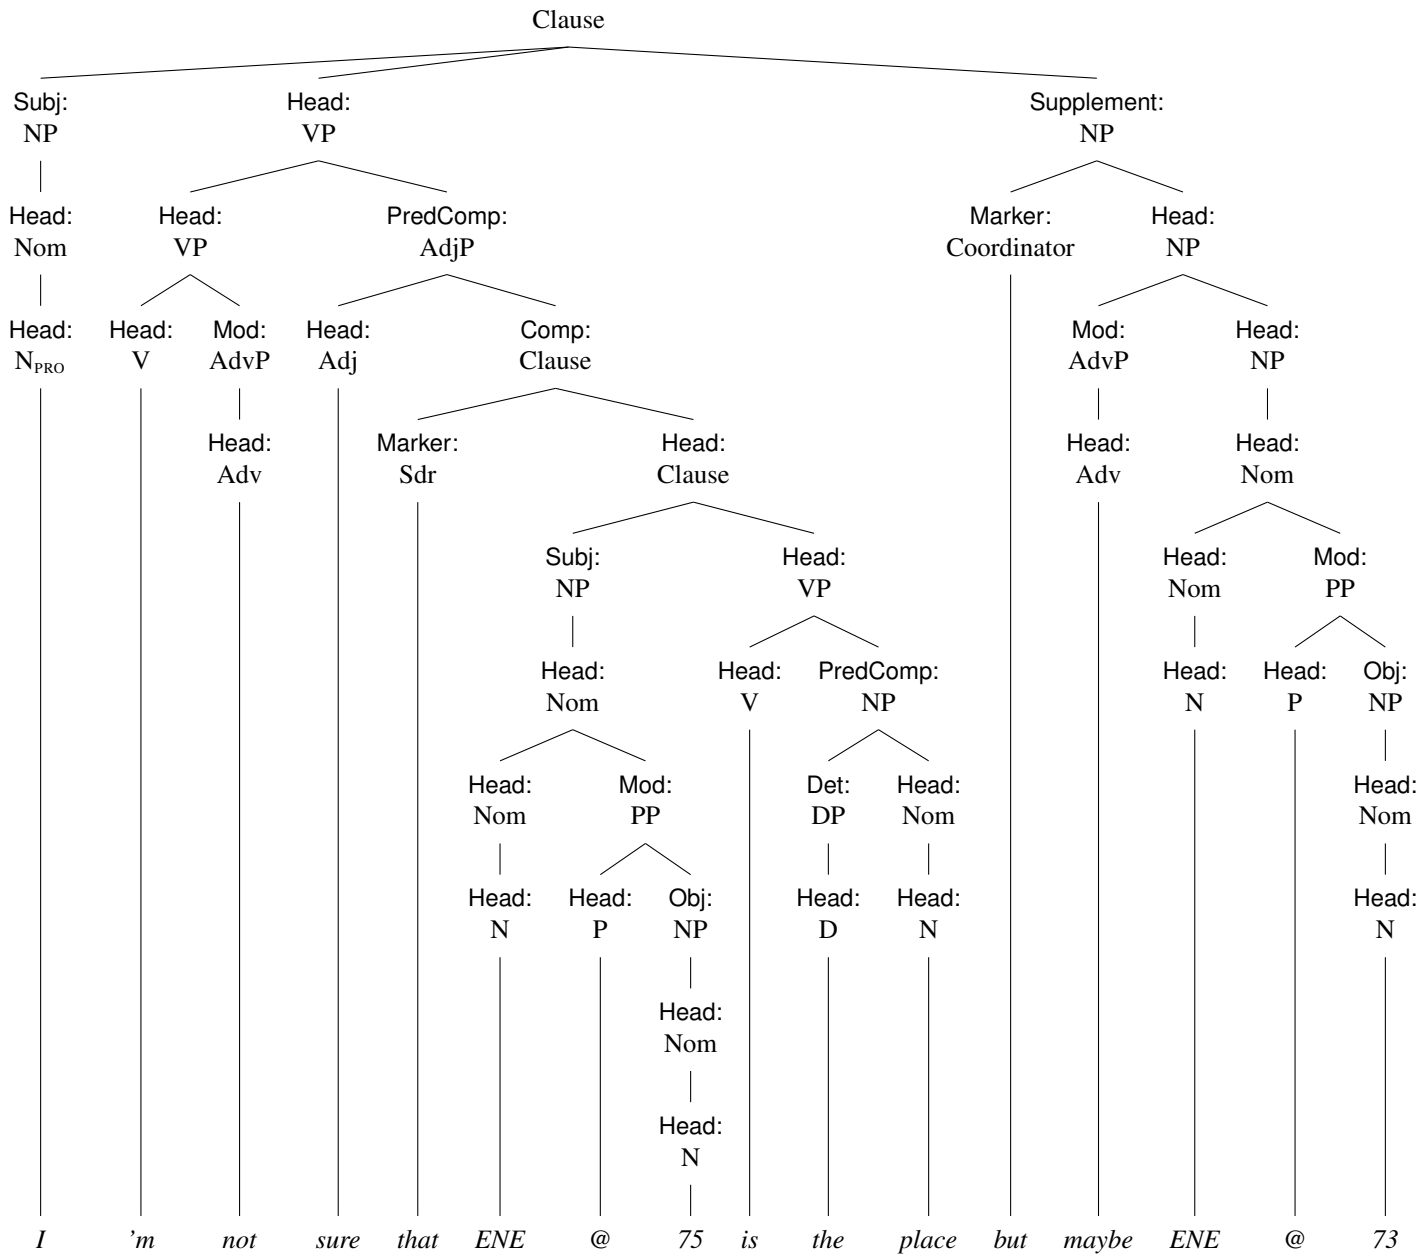 Clause
Subj: Head: Supplement:
NP VP NP
Head: Head: PredComp: Marker: Head:
Nom VP AdjP Coordinator NP
Head: Head: Mod: Head: Comp: Mod: Head:
NPRO V AdvP Adj Clause AdvP NP
Head: Marker: Head: Head: Head:
Adv Sdr Clause Adv Nom
Subj: Head: Head: Mod:
NP VP Nom PP
Head: Head: PredComp: Head: Head: Obj:
Nom V NP N P NP
Head: Mod: Det: Head: Head:
Nom PP DP Nom Nom
Head: Head: Obj: Head: Head: Head:
N P NP D N N
Head:
Nom
Head:
N
I 'm not sure that ENE @ 75 is the place but maybe ENE @ 73